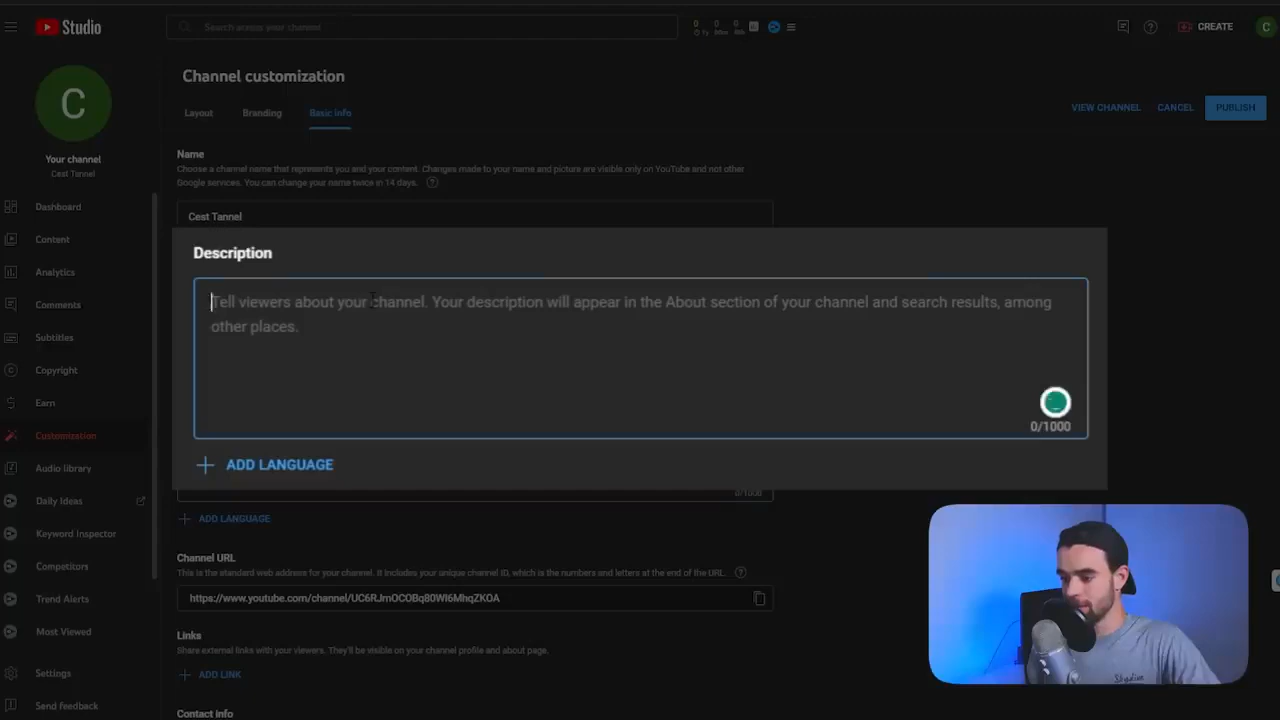 Studio
Search across your channel
CREATE
C
C
Channel customization
Layout
Branding
Basic info
VIEW CHANNEL
CANCEL
PUBLISH
Your channel
Cest Tannel
Name
Choose a channel name that represents you and your content. Changes made to your name and picture are visible only on YouTube and not other
Google services. You can change your name twice in 14 days.
Cest Tannel
Dashboard
Content
Analytics
Comments
Subtitles
Copyright
Earn
Customization
Audio library
Daily Ideas
Keyword Inspector
Competitors
Trend Alerts
Most Viewed
Settings
Send feedback
Description
Tell viewers about your channel. Your description will appear in the About section of your channel and search results, among
other places.
0/1000
+ ADD LANGUAGE
0/1000
+ ADD LANGUAGE
Channel URL
This is the standard web address for your channel. It includes your unique channel ID, which is the numbers and letters at the end of the URL.
Links
Share external links with your viewers. They'll be visible on your channel profile and about page.
+ ADD LINK
Contact info